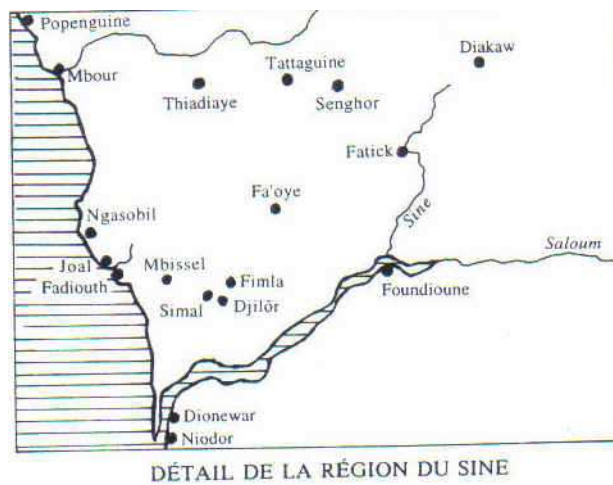 Popenguine
Mbour
Diakaw
Tattaguine
Thiadiaye
Senghor
Fatick
Fa'oye
Sine
Ngasobil
Saloum
Joal
Mbissel
Fimla
Fadiouth
Foundioune
Simal
Djilôr
Dionewar
Niodor
DÉTAIL DE LA RÉGION DU SINE